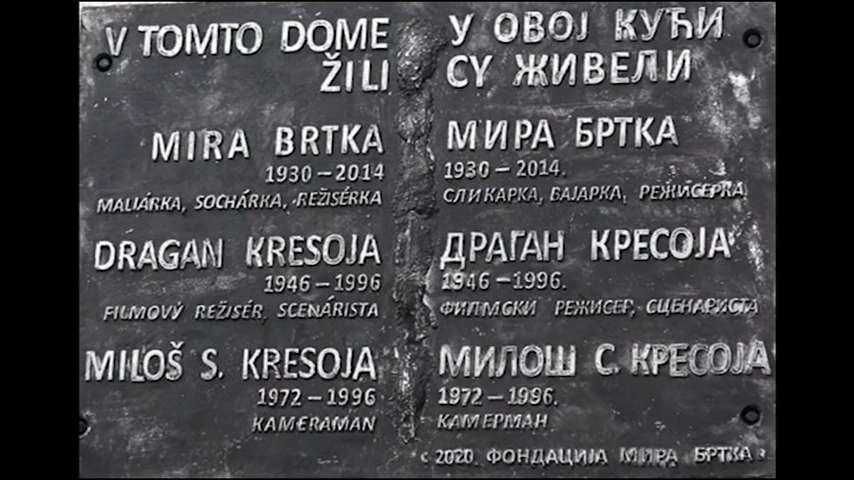 V TOMTO DOME
ŽILI
MIRA BRTKA
1930 – 2014
MALIÁRKA, SOCHÁRKA, REŽISÉRKA
DRAGAN KRESOJA
1946 – 1996
FILMOVÝ REŽISÉR, SCENÁRISTA
MILOŠ S. KRESOJA
1972 – 1996
KAMERAMAN
У ОВОЈ КУЋИ
СУ ЖИВЕЛИ
МИРА БРТКА
1930 – 2014.
СЛИКАРКА, ВАЈАРКА, РЕЖИСЕРКА
ДРАГАН КРЕСОЈА
1946 – 1996.
ФИЛМСКИ РЕЖИСЕР, СЦЕНАРИСТА
МИЛОШ С. КРЕСОЈА
1972 – 1996.
КАМЕРМАН
2020. ФОНДАЦИЈА МИРА БРТКА